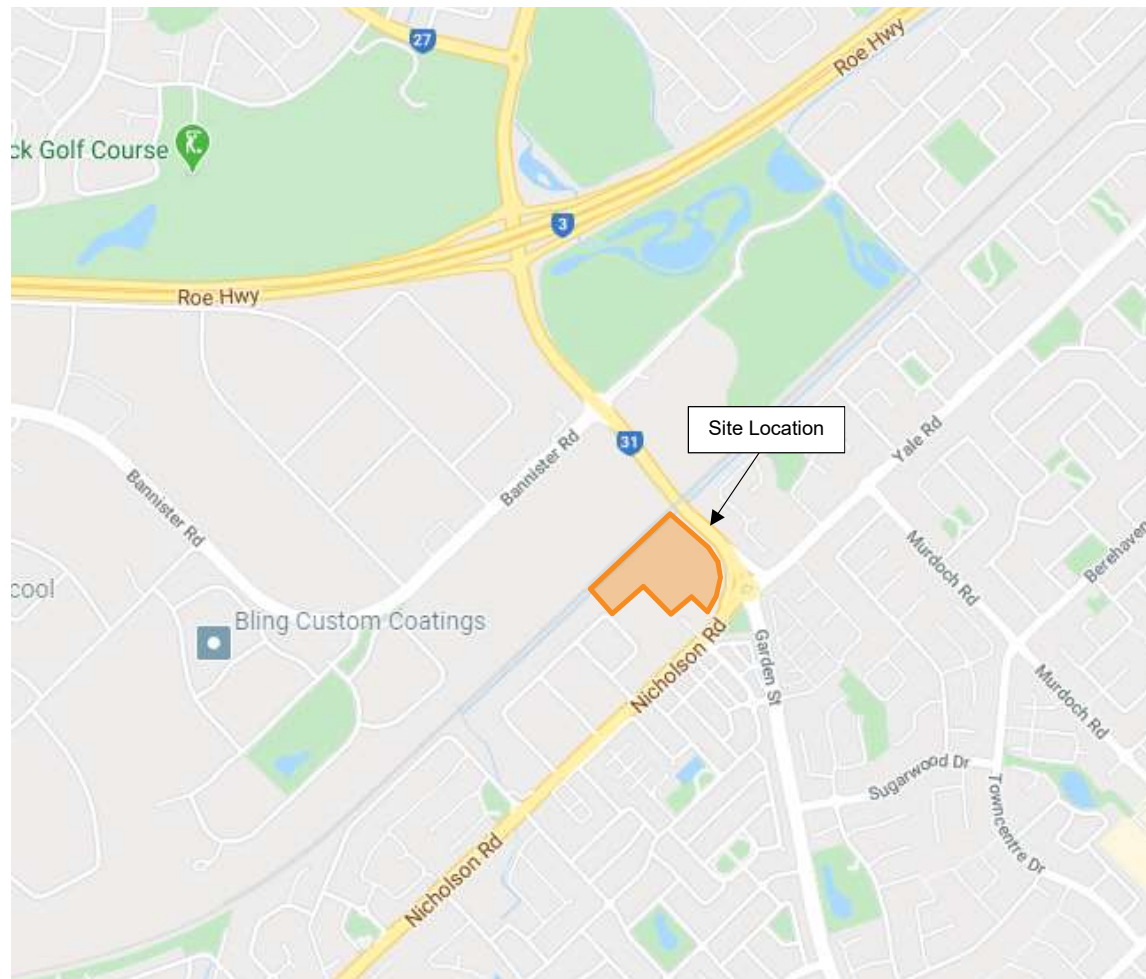 27
Roe Hwy
ck Golf Course
3
Roe Hwy
Site Location
Yale Rd
31
Bannister Rd
Bannister Rd
Murdoch Rd
Berehaven
cool
Bling Custom Coatings
Nicholson Rd
Garden St
Murdoch Rd
Sugarwood Dr
Towncentre Dr
Nicholson Rd